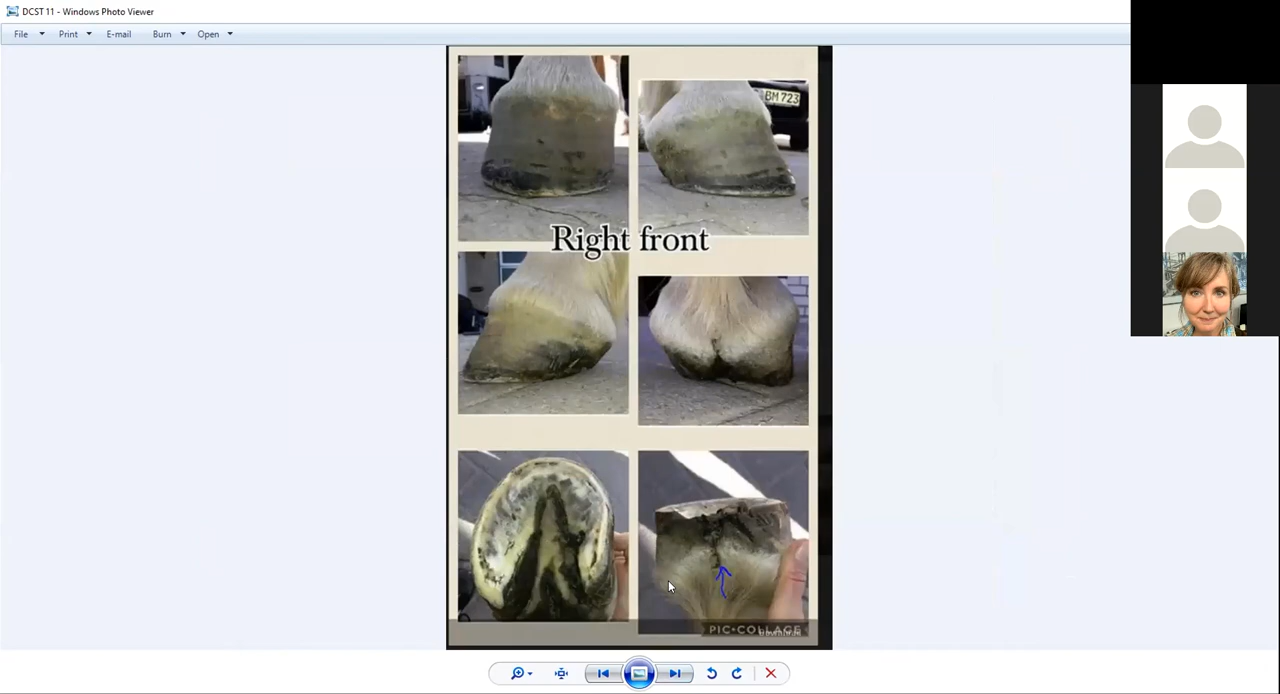 DCST 11 - Windows Photo Viewer
File Print E-mail Burn Open
BM 723
Right front
PIC•COLLAGE